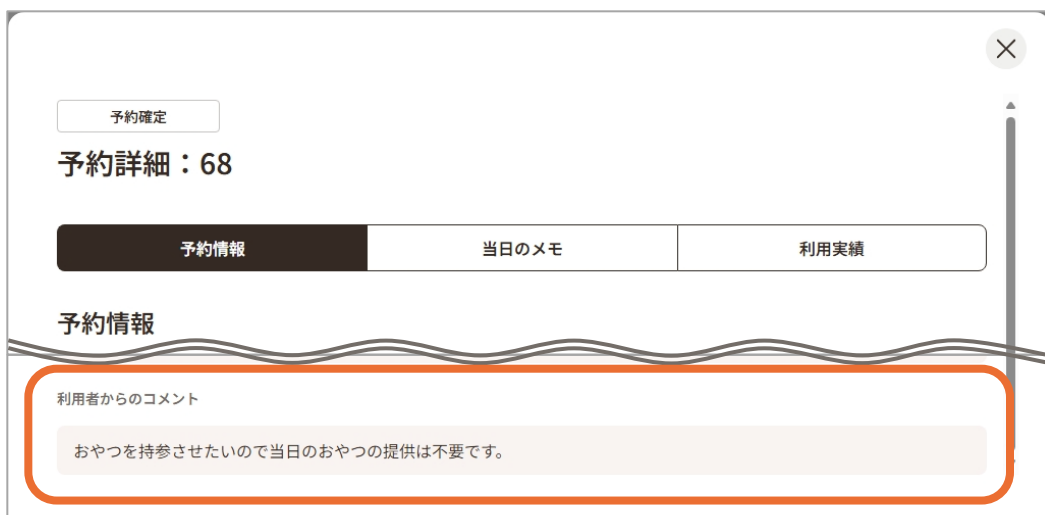 予約確定
予約詳細：68
予約情報
当日のメモ
利用実績
予約情報
利用者からのコメント
おやつを持参させたいので当日のおやつの提供は不要です。